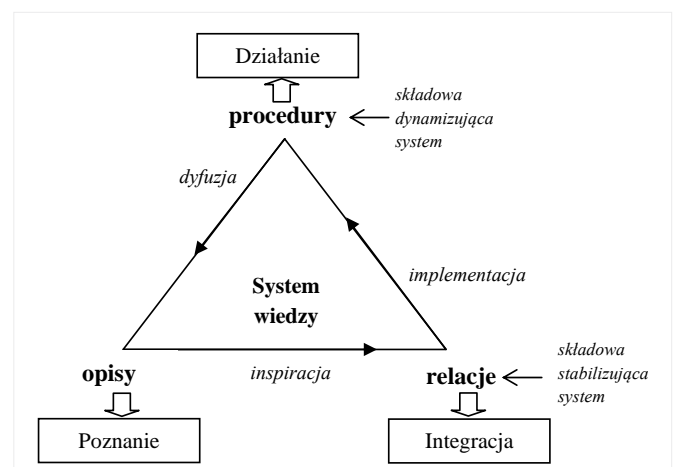 Działanie
procedury
składowa
dynamizująca
system
dyfuzja
implementacja
System
wiedzy
składowa
stabilizująca
system
opisy
inspiracja
relacje
Poznanie
Integracja